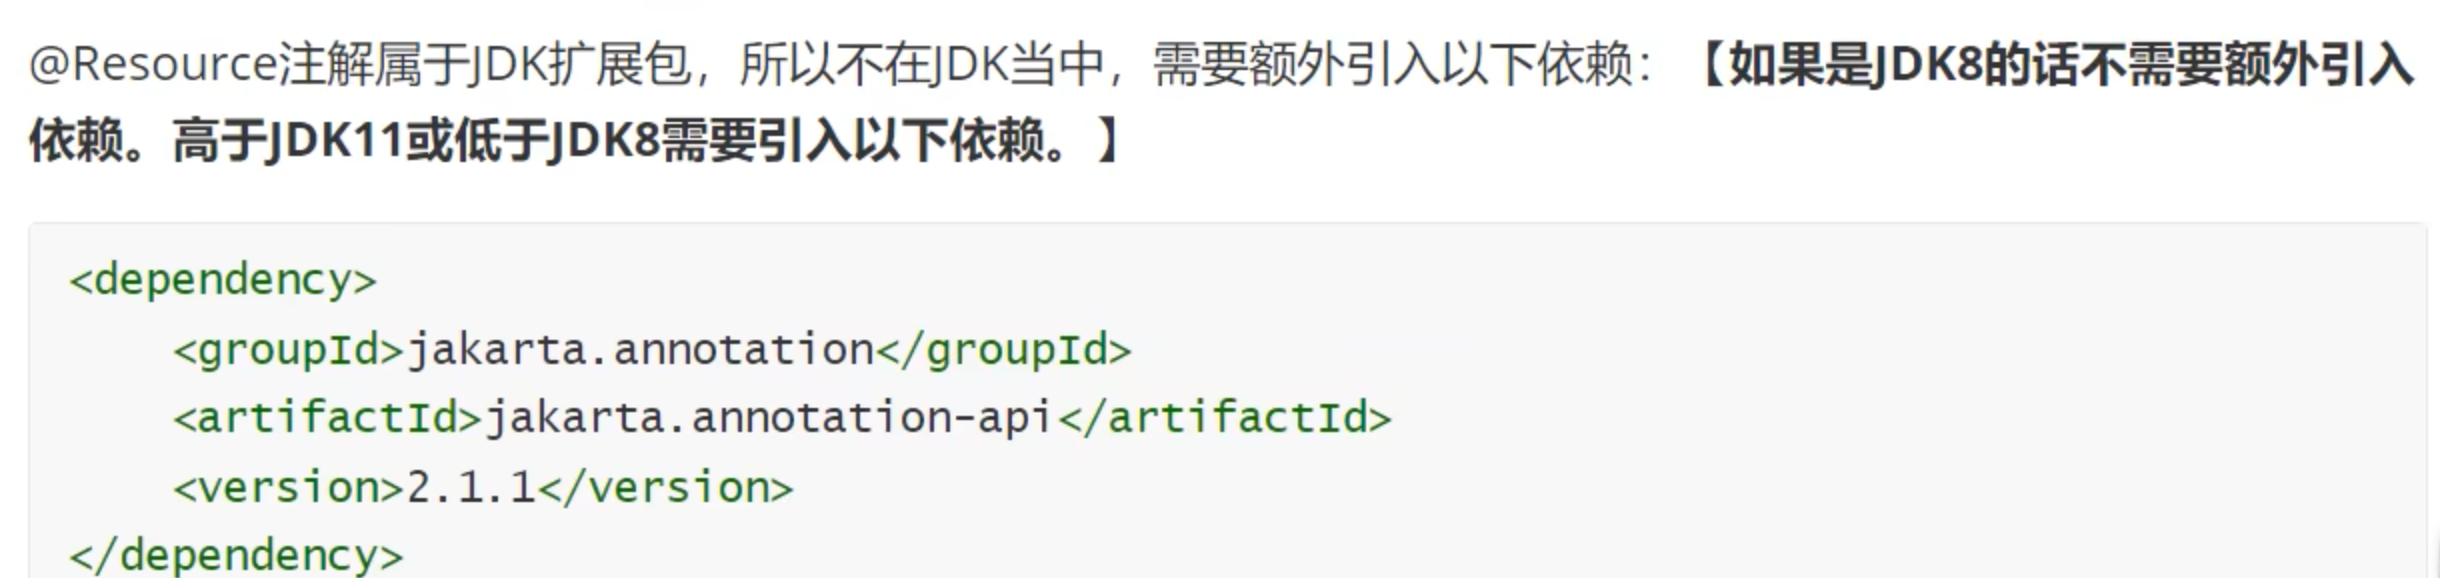 @Resource注解属于JDK扩展包，所以不在JDK当中，需要额外引入以下依赖：【如果是JDK8的话不需要额外引入
依赖。高于JDK11或低于JDK8需要引入以下依赖。】
<dependency>
    <groupId>jakarta.annotation</groupId>
    <artifactId>jakarta.annotation-api</artifactId>
    <version>2.1.1</version>
</dependency>